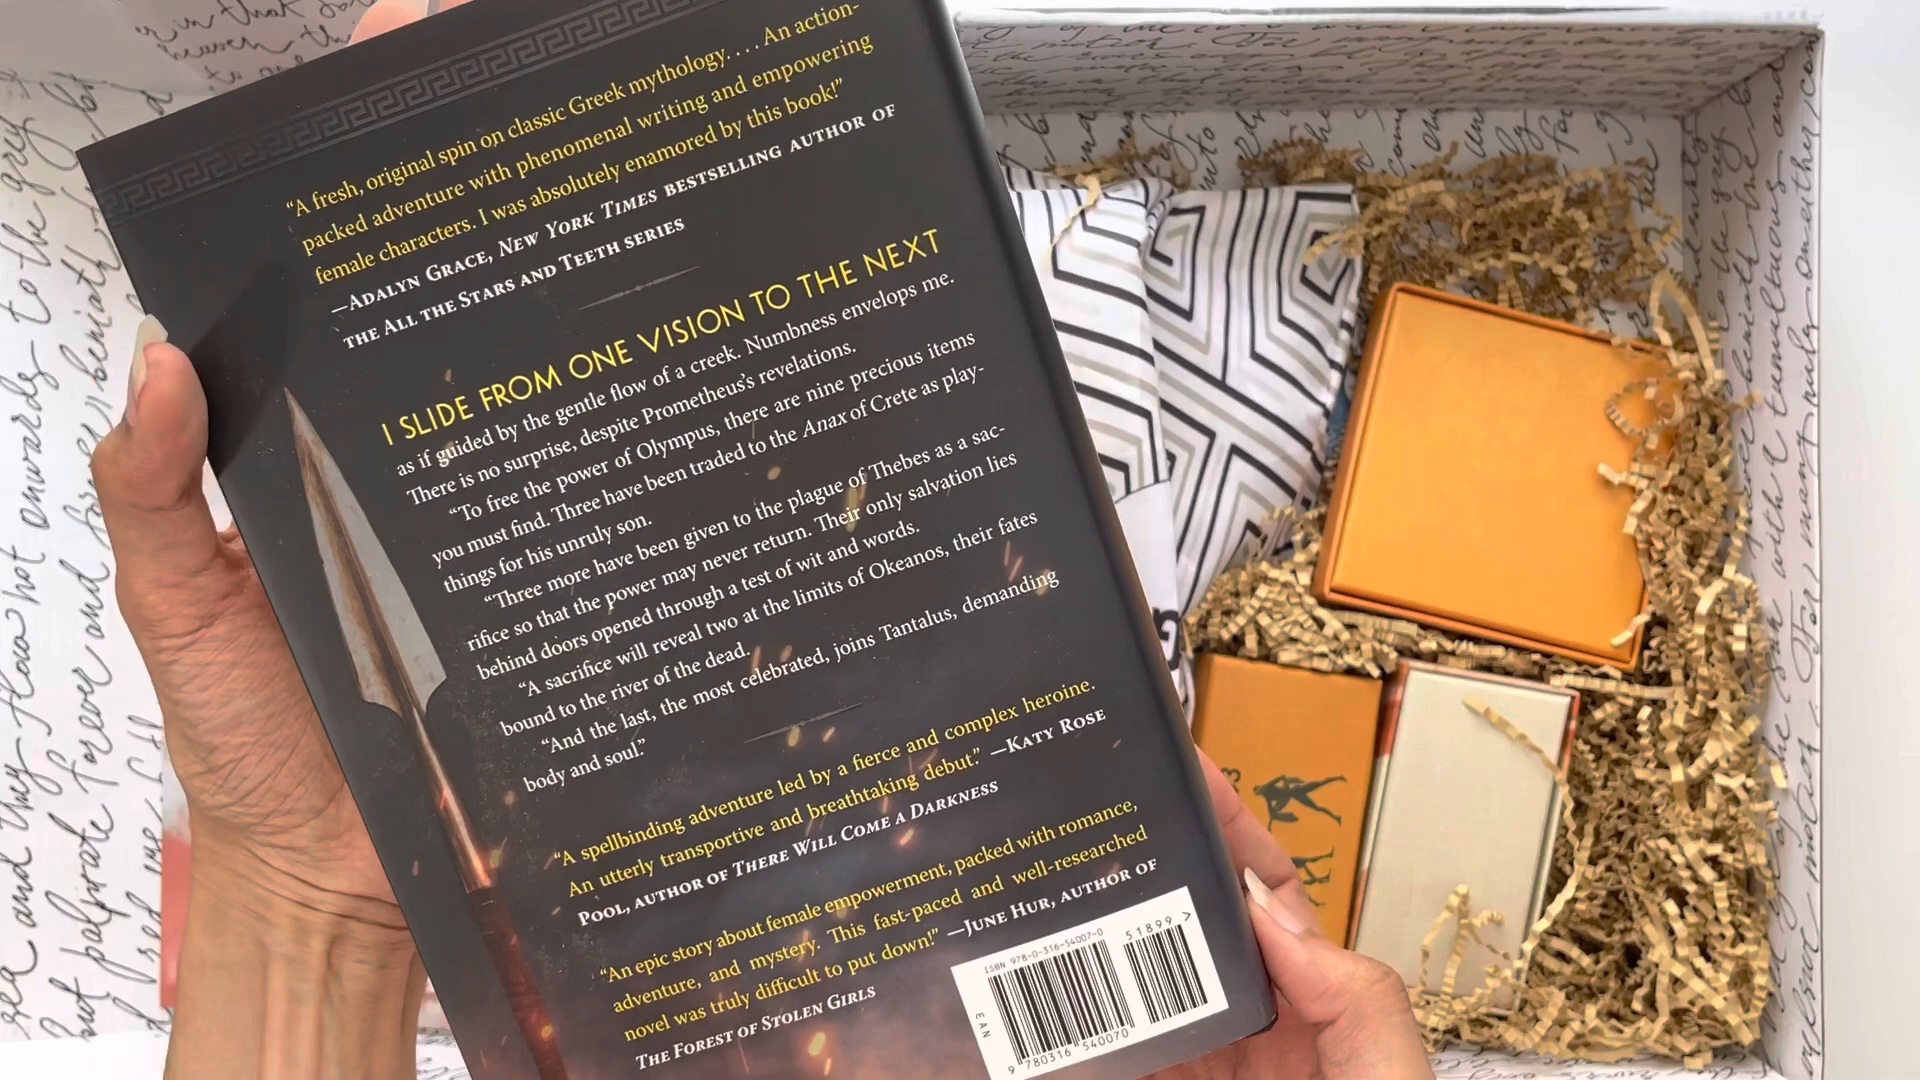 “A fresh, original spin on classic Greek mythology. . . . An action-
packed adventure with phenomenal writing and empowering
female characters. I was absolutely enamored by this book!”
—ADALYN GRACE, NEW YORK TIMES BESTSELLING AUTHOR OF
THE ALL THE STARS AND TEETH SERIES
I SLIDE FROM ONE VISION TO THE NEXT
as if guided by the gentle flow of a creek. Numbness envelops me.
There is no surprise, despite Prometheus’s revelations.
“To free the power of Olympus, there are nine precious items
you must find. Three have been traded to the Anax of Crete as play-
things for his unruly son.
“Three more have been given to the plague of Thebes as a sac-
rifice so that the power may never return. Their only salvation lies
behind doors opened through a test of wit and words.
“A sacrifice will reveal two at the limits of Okeanos, their fates
bound to the river of the dead.
“And the last, the most celebrated, joins Tantalus, demanding
body and soul.”
“A spellbinding adventure led by a fierce and complex heroine.
An utterly transportive and breathtaking debut.” —KATY ROSE
POOL, AUTHOR OF THERE WILL COME A DARKNESS
“An epic story about female empowerment, packed with romance,
adventure, and mystery. This fast-paced and well-researched
novel was truly difficult to put down!” —JUNE HUR, AUTHOR OF
THE FOREST OF STOLEN GIRLS
ISBN 978-0-316-54007-0
51899 >
EAN
9 780316 540070